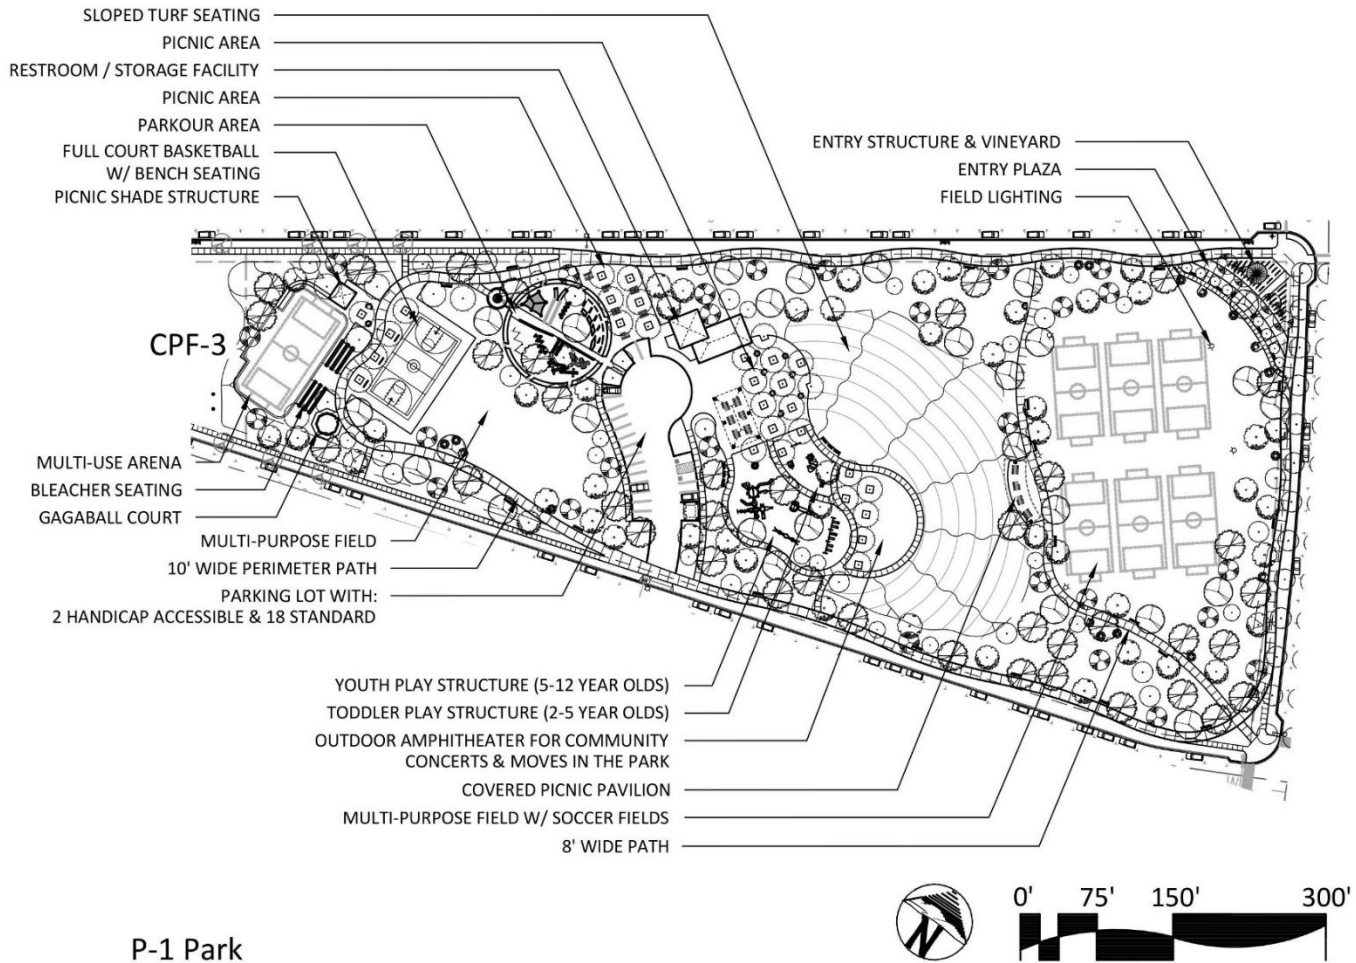 SLOPED TURF SEATING
PICNIC AREA
RESTROOM / STORAGE FACILITY
PICNIC AREA
PARKOUR AREA
FULL COURT BASKETBALL
W/ BENCH SEATING
PICNIC SHADE STRUCTURE
ENTRY STRUCTURE & VINEYARD
ENTRY PLAZA
FIELD LIGHTING
CPF-3
MULTI-USE ARENA
BLEACHER SEATING
GAGABALL COURT
MULTI-PURPOSE FIELD
10' WIDE PERIMETER PATH
PARKING LOT WITH:
2 HANDICAP ACCESSIBLE & 18 STANDARD
YOUTH PLAY STRUCTURE (5-12 YEAR OLDS)
TODDLER PLAY STRUCTURE (2-5 YEAR OLDS)
OUTDOOR AMPHITHEATER FOR COMMUNITY
CONCERTS & MOVES IN THE PARK
COVERED PICNIC PAVILION
MULTI-PURPOSE FIELD W/ SOCCER FIELDS
8' WIDE PATH
N
0' 75' 150' 300'
P-1 Park